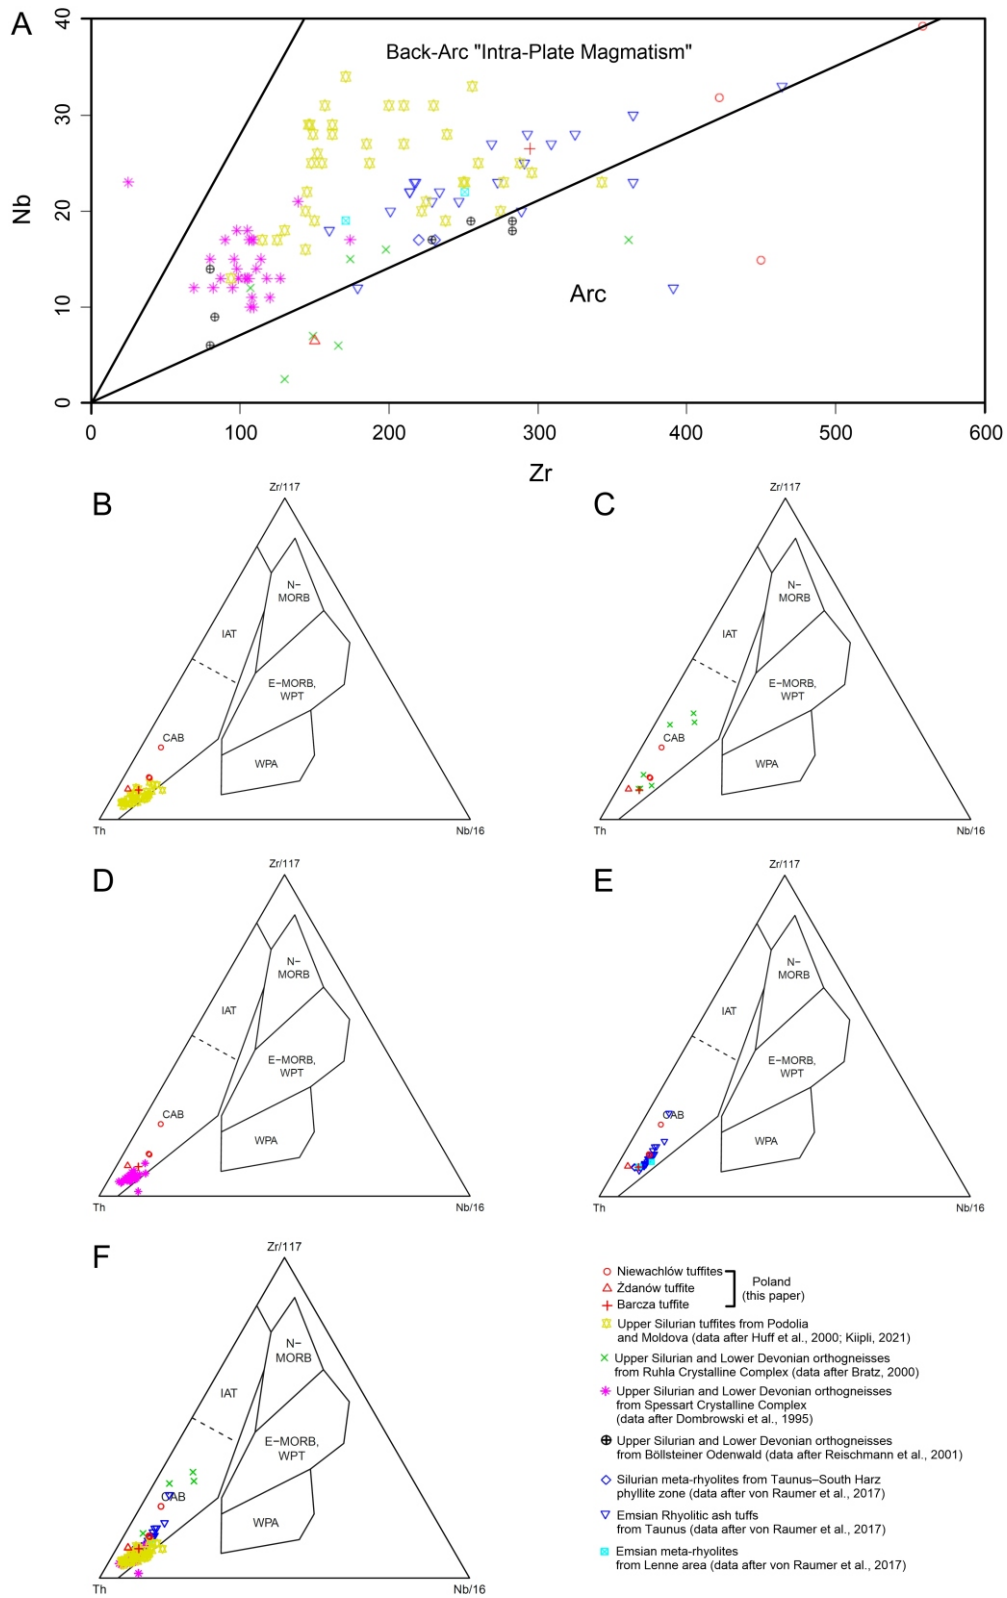 A
40
30
20
10
0
Nb
Back-Arc "Intra-Plate Magmatism"
Arc
0 100 200 300 400 500 600
Zr
B
Zr/117
N−
MORB
IAT
E−MORB,
WPT
CAB
WPA
Th Nb/16
C
Zr/117
N−
MORB
IAT
E−MORB,
WPT
CAB
WPA
Th Nb/16
D
Zr/117
N−
MORB
IAT
E−MORB,
WPT
CAB
WPA
Th Nb/16
E
Zr/117
N−
MORB
IAT
E−MORB,
WPT
CAB
WPA
Th Nb/16
F
Zr/117
N−
MORB
IAT
E−MORB,
WPT
CAB
WPA
Th Nb/16
Niewachlów tuffites
Żdanów tuffite
Barcza tuffite
Poland
(this paper)
Upper Silurian tuffites from Podolia
and Moldova (data after Huff et al., 2000; Kiipli, 2021)
Upper Silurian and Lower Devonian orthogneisses
from Ruhla Crystalline Complex (data after Bratz, 2000)
Upper Silurian and Lower Devonian orthogneisses
from Spessart Crystalline Complex
(data after Dombrowski et al., 1995)
Upper Silurian and Lower Devonian orthogneisses
from Böllsteiner Odenwald (data after Reischmann et al., 2001)
Silurian meta-rhyolites from Taunus–South Harz
phyllite zone (data after von Raumer et al., 2017)
Emsian Rhyolitic ash tuffs
from Taunus (data after von Raumer et al., 2017)
Emsian meta-rhyolites
from Lenne area (data after von Raumer et al., 2017)